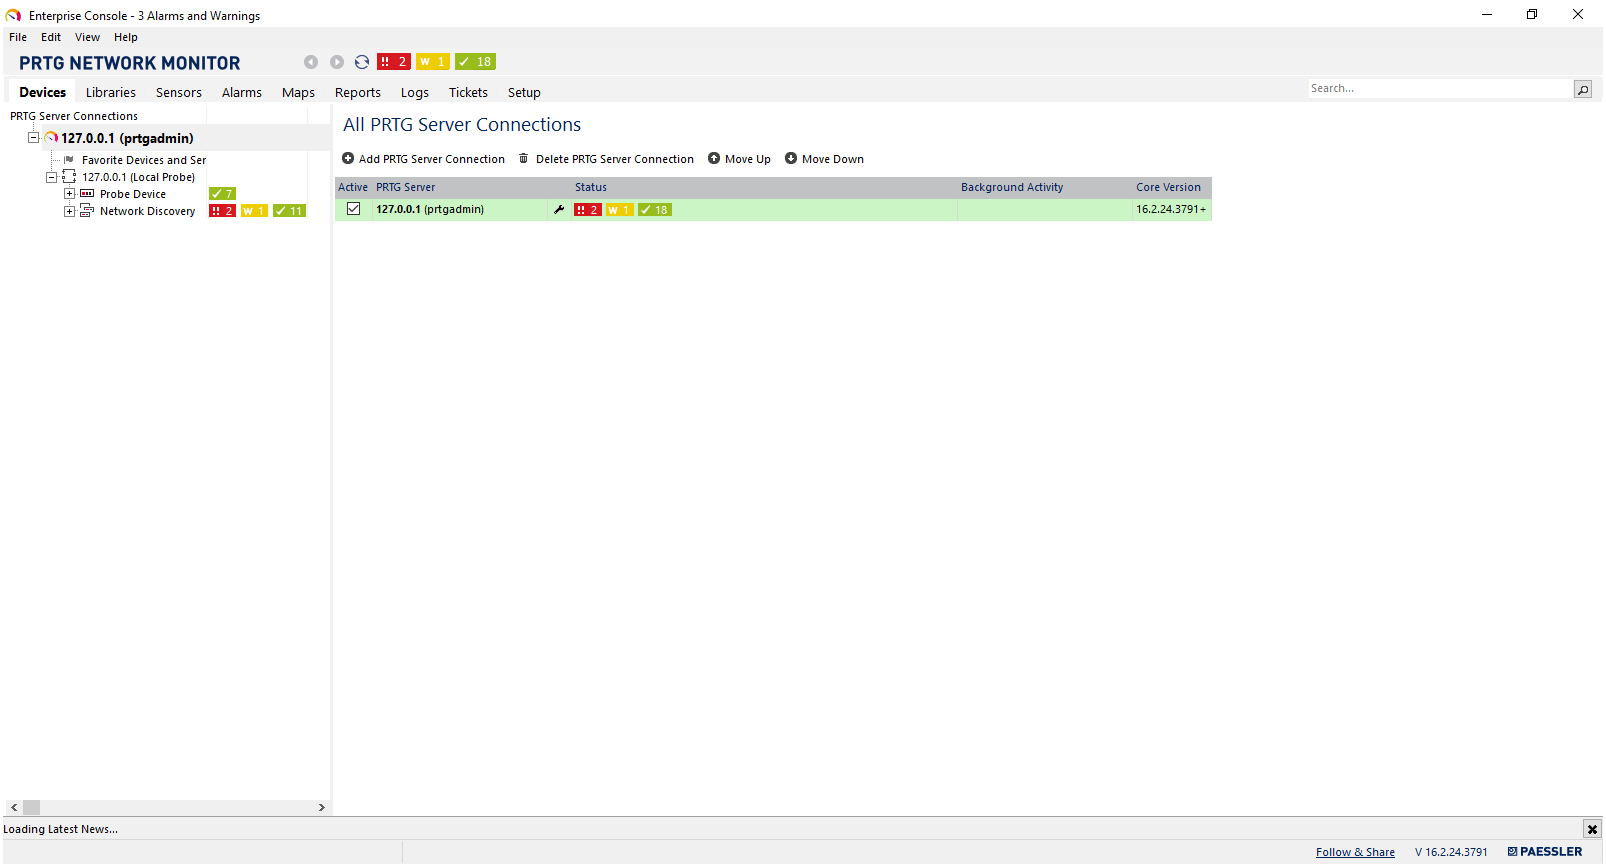 Enterprise Console - 3 Alarms and Warnings
File Edit View Help
PRTG NETWORK MONITOR !! 2 W 1 ✓ 18
Devices Libraries Sensors Alarms Maps Reports Logs Tickets Setup Search...
PRTG Server Connections
127.0.0.1 (prtgadmin)
Favorite Devices and Ser
127.0.0.1 (Local Probe)
Probe Device ✓ 7
Network Discovery !! 2 W 1 ✓ 11
All PRTG Server Connections
Add PRTG Server Connection Delete PRTG Server Connection Move Up Move Down
Active PRTG Server Status Background Activity Core Version
127.0.0.1 (prtgadmin) !! 2 W 1 ✓ 18 16.2.24.3791+
Loading Latest News...
Follow & Share V 16.2.24.3791 PAESSLER